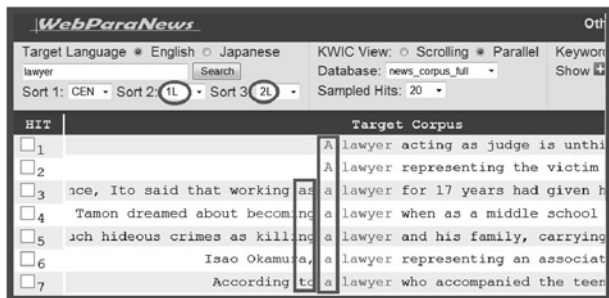 WebParaNews Oth
Target Language English Japanese KWIC View: Scrolling Parallel Keyword
lawyer Search Database: news_corpus_full Show
Sort 1: CEN Sort 2: 1L Sort 3: 2L Sampled Hits: 20
HIT Target Corpus
1 A lawyer acting as judge is unthi
2 A lawyer representing the victim
3 nce, Ito said that working as a lawyer for 17 years had given h
4 Tamon dreamed about becoming a lawyer when as a middle school
5 uch hideous crimes as killing a lawyer and his family, carrying
6 Isao Okamura, a lawyer representing an associat
7 According to a lawyer who accompanied the teen